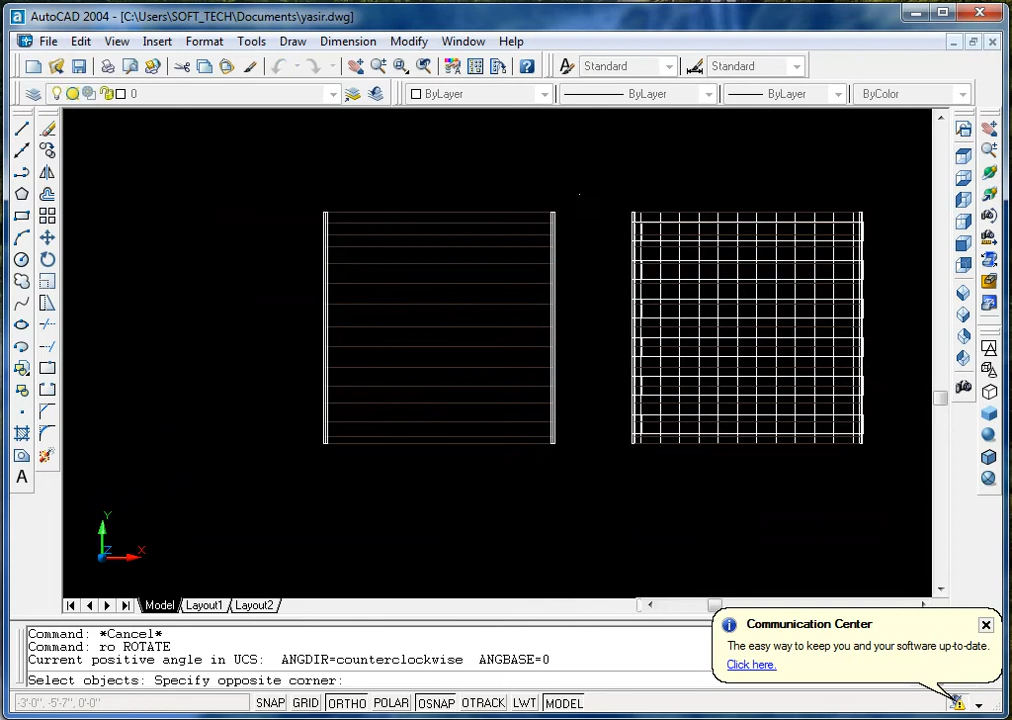 AutoCAD 2004 - [C:\Users\SOFT_TECH\Documents\yasir.dwg]
File Edit View Insert Format Tools Draw Dimension Modify Window Help
Standard Standard
0 ByLayer ByLayer ByLayer ByColor
Y
Z X
Model Layout1 Layout2
Command: *Cancel*
Command: ro ROTATE
Current positive angle in UCS: ANGDIR=counterclockwise ANGBASE=0
Select objects: Specify opposite corner:
Communication Center
The easy way to keep you and your software up-to-date.
Click here.
-3'-0", -5'-7", 0'-0" SNAP GRID ORTHO POLAR OSNAP OTRACK LWT MODEL